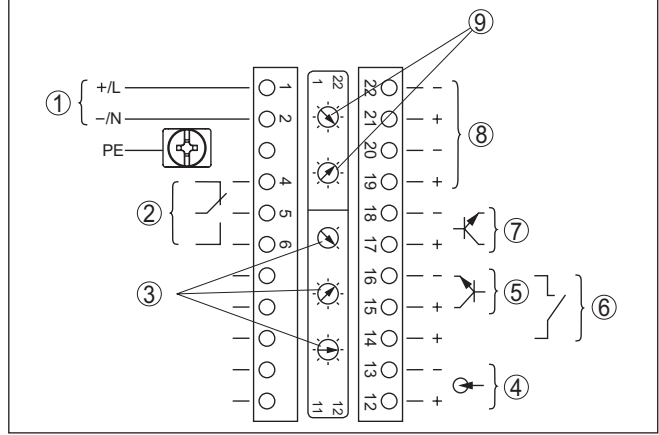 ⑨
1 22
① +/L 1 22 −
−/N 2 21 + ⑧
PE 20 −
② 4 19 +
5 18 − ⑦
6 17 +
③ 16 − ⑤ ⑥
15 +
14 +
13 − ④
11 12 12 +